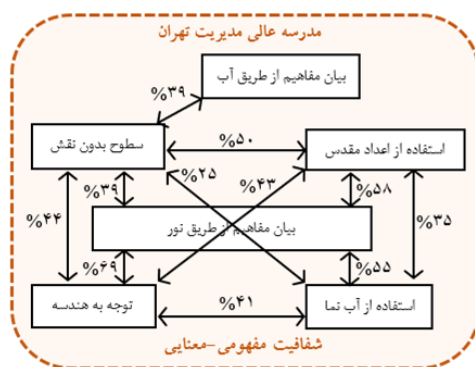 مدرسه عالی مدیریت تهران
بیان مفاهیم از طریق آب
%۳۹
سطوح بدون نقش
%۵۰
استفاده از اعداد مقدس
%۳۹
%۲۵
%۴۳
%۵۸
%۴۴
بیان مفاهیم از طریق نور
%۳۵
%۶۹
%۵۵
توجه به هندسه
%۴۱
استفاده از آب نما
شفافیت مفهومی-معنایی